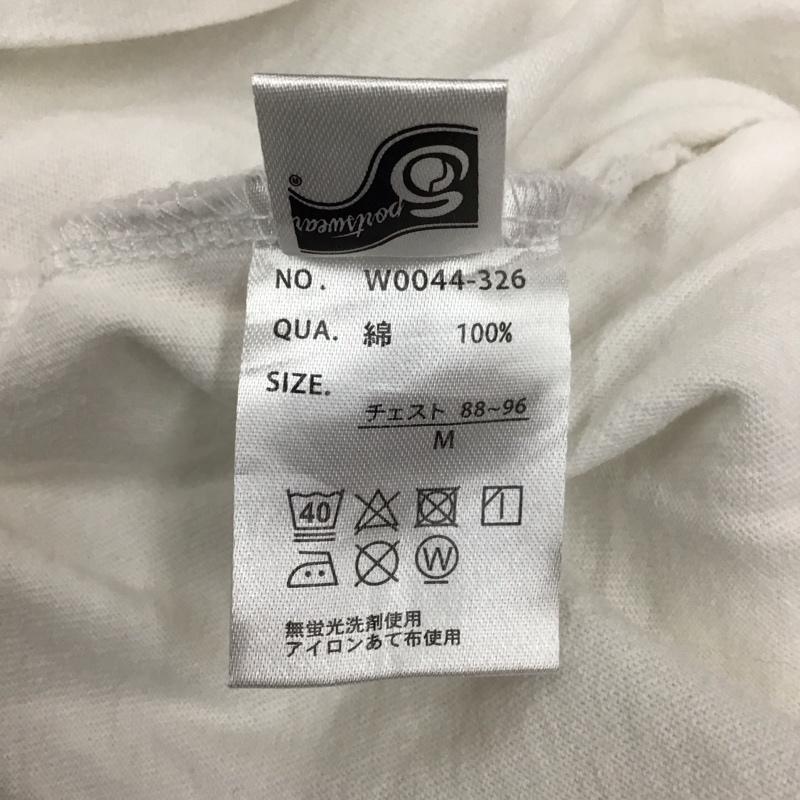 Sportswear®
NO. W0044-326
QUA. 綿 100%
SIZE.
チェスト 88~96
M
40
W
無蛍光洗剤使用
アイロンあて布使用